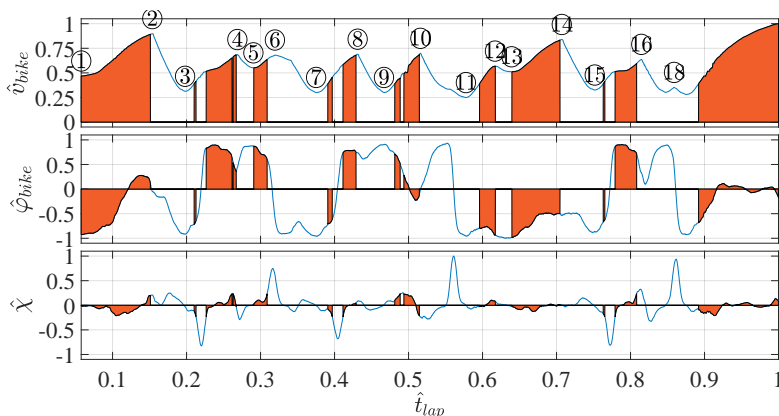 1
0.75
0.5
0.25
0
v̂bike
① ② ③ ④ ⑤ ⑥ ⑦ ⑧ ⑨ ⑩ ⑪ ⑫ ⑬ ⑭ ⑮ ⑯ ⑱
1
0.5
0
-0.5
-1
φ̂bike
1
0.5
0
-0.5
-1
χ̂
0.1 0.2 0.3 0.4 0.5 0.6 0.7 0.8 0.9 1
t̂lap